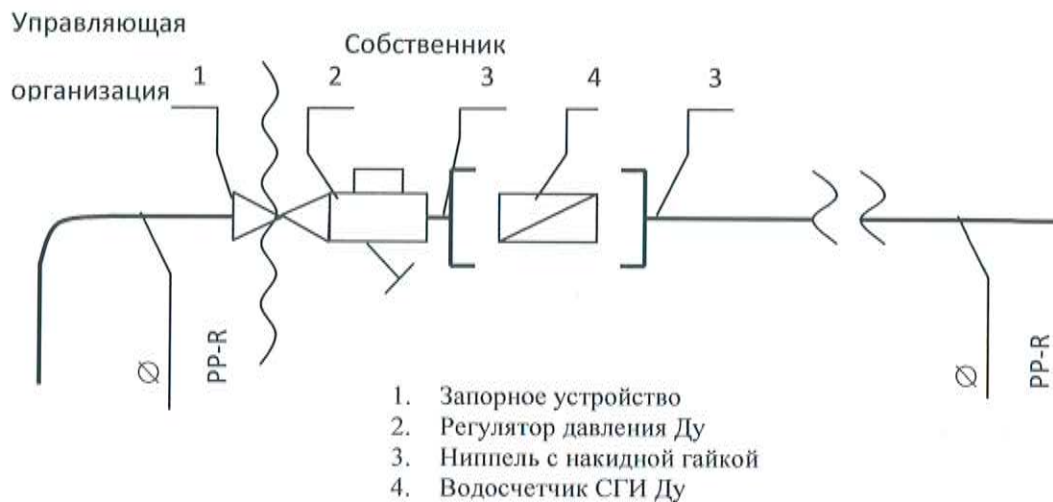 Управляющая
организация
Собственник
1 2 3 4 3
Ø PP-R
Ø PP-R
1. Запорное устройство
2. Регулятор давления Ду
3. Ниппель с накидной гайкой
4. Водосчетчик СГИ Ду